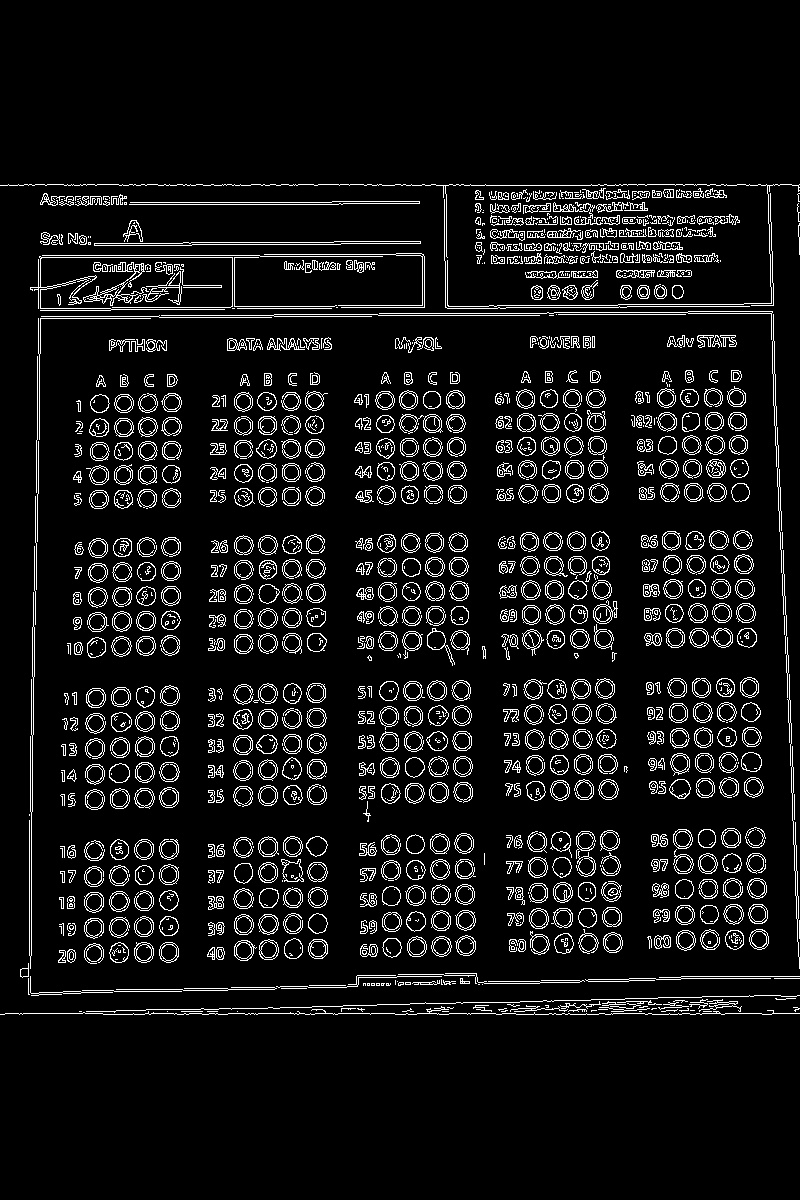 Assessment:
Set No: A
Candidate Sign:
Invigilator Sign:
2. Use only blue/black ball point pen to fill the circles.
3. Use of pencil is strictly prohibited.
4. Circles should be darkened completely and properly.
5. Cutting and erasing on this sheet is not allowed.
6. Do not use any stray marks on the sheet.
7. Do not use marker or white fluid to hide the mark.
WRONG METHODS CORRECT METHOD
PYTHON DATA ANALYSIS MySQL POWER BI Adv STATS
A B C D A B C D A B C D A B C D A B C D
1 21 41 61 81
2 22 42 62 82
3 23 43 63 83
4 24 44 64 84
5 25 45 65 85
6 26 46 66 86
7 27 47 67 87
8 28 48 68 88
9 29 49 69 89
10 30 50 70 90
11 31 51 71 91
12 32 52 72 92
13 33 53 73 93
14 34 54 74 94
15 35 55 75 95
16 36 56 76 96
17 37 57 77 97
18 38 58 78 98
19 39 59 79 99
20 40 60 80 100